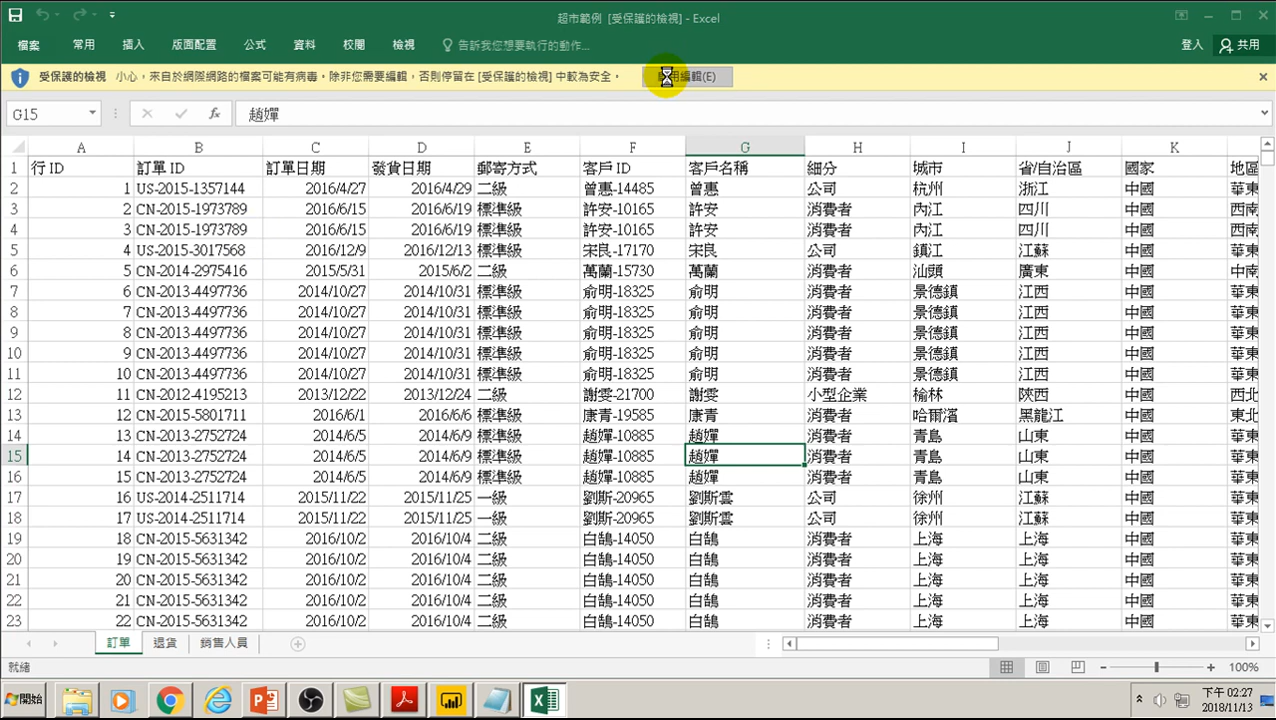 超市範例 [受保護的檢視] - Excel
檔案 常用 插入 版面配置 公式 資料 校閱 檢視 告訴我您想要執行的動作... 登入 共用
受保護的檢視 小心，來自於網際網路的檔案可能有病毒。除非您需要編輯，否則停留在 [受保護的檢視] 中較為安全。 用編輯(E)
G15 fx 趙嬋
A B C D E F G H I J K
1 行 ID 訂單 ID 訂單日期 發貨日期 郵寄方式 客戶 ID 客戶名稱 細分 城市 省/自治區 國家 地區
2 1 US-2015-1357144 2016/4/27 2016/4/29 二級 曾惠-14485 曾惠 公司 杭州 浙江 中國 華東
3 2 CN-2015-1973789 2016/6/15 2016/6/19 標準級 許安-10165 許安 消費者 內江 四川 中國 西南
4 3 CN-2015-1973789 2016/6/15 2016/6/19 標準級 許安-10165 許安 消費者 內江 四川 中國 西南
5 4 US-2015-3017568 2016/12/9 2016/12/13 標準級 宋良-17170 宋良 公司 鎮江 江蘇 中國 華東
6 5 CN-2014-2975416 2015/5/31 2015/6/2 二級 萬蘭-15730 萬蘭 消費者 汕頭 廣東 中國 中南
7 6 CN-2013-4497736 2014/10/27 2014/10/31 標準級 俞明-18325 俞明 消費者 景德鎮 江西 中國 華東
8 7 CN-2013-4497736 2014/10/27 2014/10/31 標準級 俞明-18325 俞明 消費者 景德鎮 江西 中國 華東
9 8 CN-2013-4497736 2014/10/27 2014/10/31 標準級 俞明-18325 俞明 消費者 景德鎮 江西 中國 華東
10 9 CN-2013-4497736 2014/10/27 2014/10/31 標準級 俞明-18325 俞明 消費者 景德鎮 江西 中國 華東
11 10 CN-2013-4497736 2014/10/27 2014/10/31 標準級 俞明-18325 俞明 消費者 景德鎮 江西 中國 華東
12 11 CN-2012-4195213 2013/12/22 2013/12/24 二級 謝雯-21700 謝雯 小型企業 榆林 陝西 中國 西北
13 12 CN-2015-5801711 2016/6/1 2016/6/6 標準級 康青-19585 康青 消費者 哈爾濱 黑龍江 中國 東北
14 13 CN-2013-2752724 2014/6/5 2014/6/9 標準級 趙嬋-10885 趙嬋 消費者 青島 山東 中國 華東
15 14 CN-2013-2752724 2014/6/5 2014/6/9 標準級 趙嬋-10885 趙嬋 消費者 青島 山東 中國 華東
16 15 CN-2013-2752724 2014/6/5 2014/6/9 標準級 趙嬋-10885 趙嬋 消費者 青島 山東 中國 華東
17 16 US-2014-2511714 2015/11/22 2015/11/25 一級 劉斯-20965 劉斯雲 公司 徐州 江蘇 中國 華東
18 17 US-2014-2511714 2015/11/22 2015/11/25 一級 劉斯-20965 劉斯雲 公司 徐州 江蘇 中國 華東
19 18 CN-2015-5631342 2016/10/2 2016/10/4 二級 白鵠-14050 白鵠 消費者 上海 上海 中國 華東
20 19 CN-2015-5631342 2016/10/2 2016/10/4 二級 白鵠-14050 白鵠 消費者 上海 上海 中國 華東
21 20 CN-2015-5631342 2016/10/2 2016/10/4 二級 白鵠-14050 白鵠 消費者 上海 上海 中國 華東
22 21 CN-2015-5631342 2016/10/2 2016/10/4 二級 白鵠-14050 白鵠 消費者 上海 上海 中國 華東
23 22 CN-2015-5631342 2016/10/2 2016/10/4 二級 白鵠-14050 白鵠 消費者 上海 上海 中國 華東
訂單 退貨 銷售人員
就緒 100%
開始 下午 02:27
2018/11/13